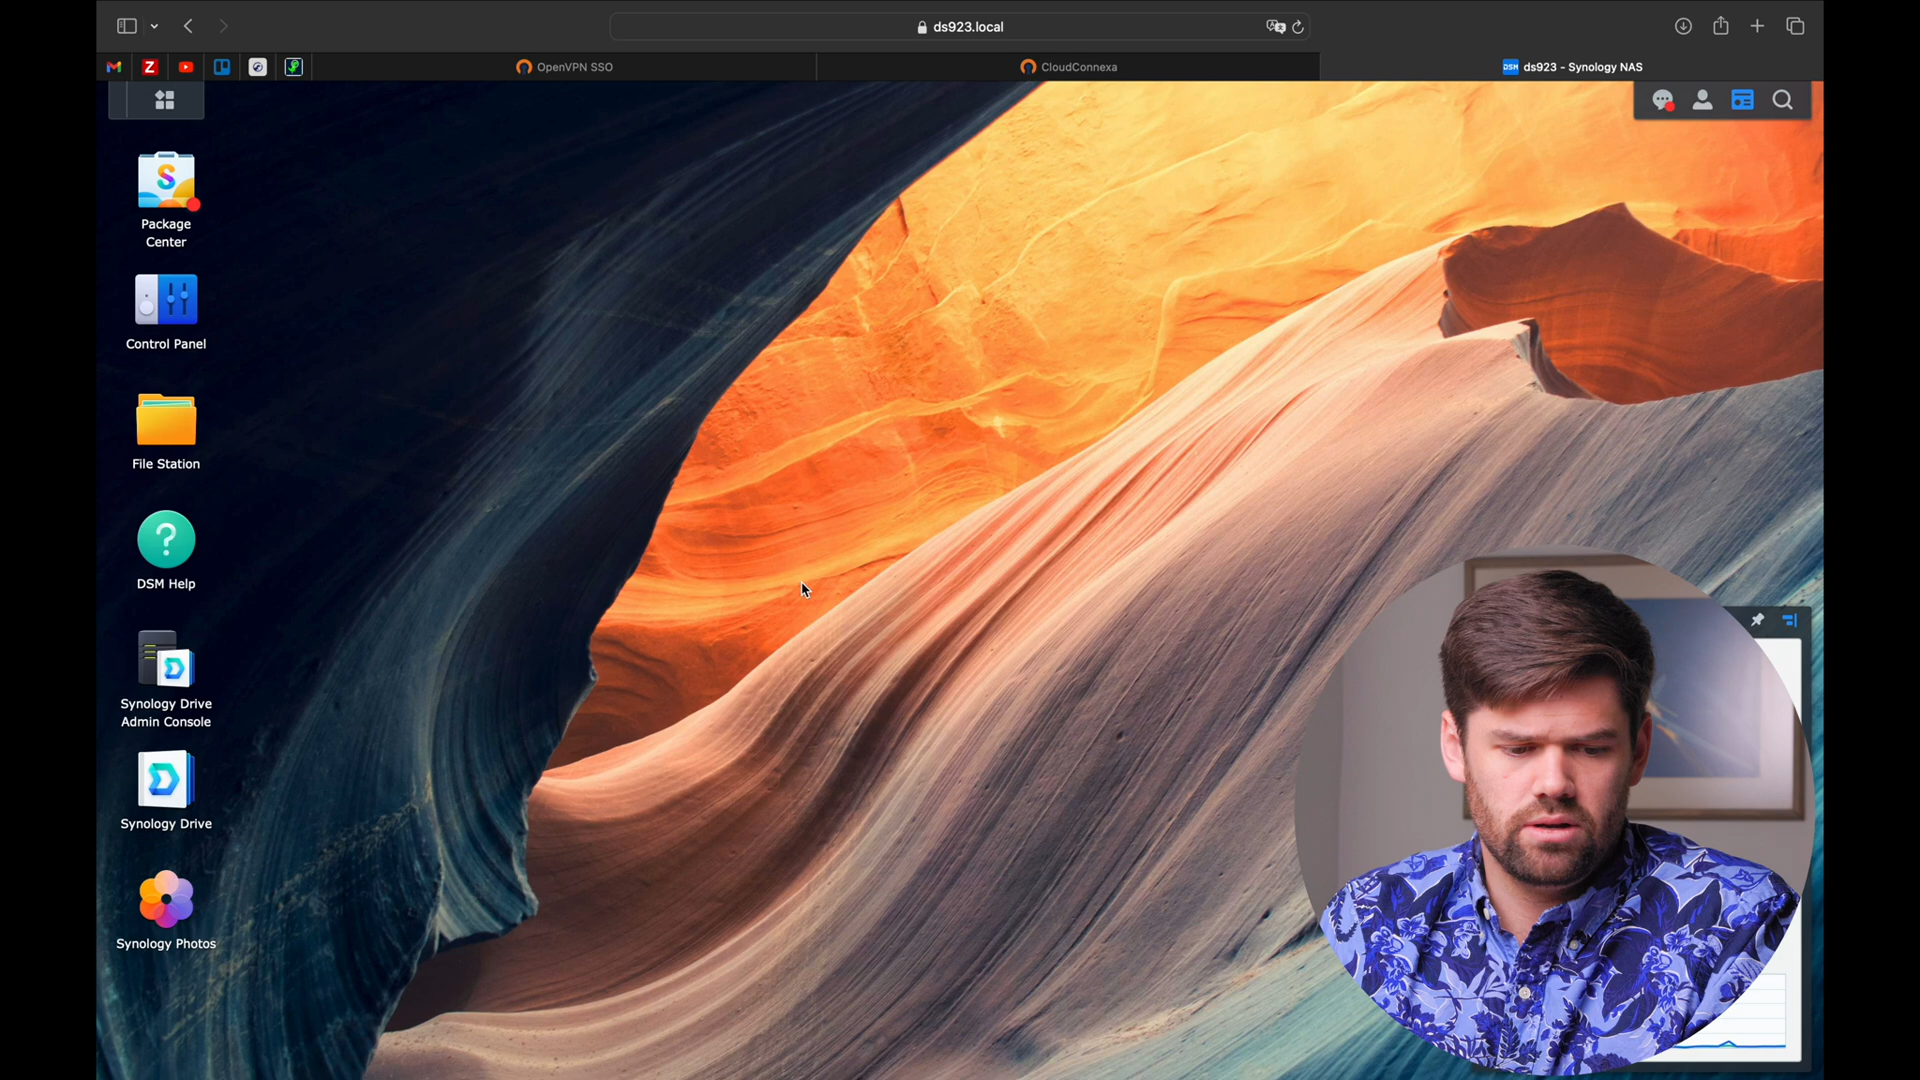 ds923.local
OpenVPN SSO
CloudConnexa
DSM ds923 - Synology NAS
Package
Center
Control Panel
File Station
DSM Help
Synology Drive
Admin Console
Synology Drive
Synology Photos